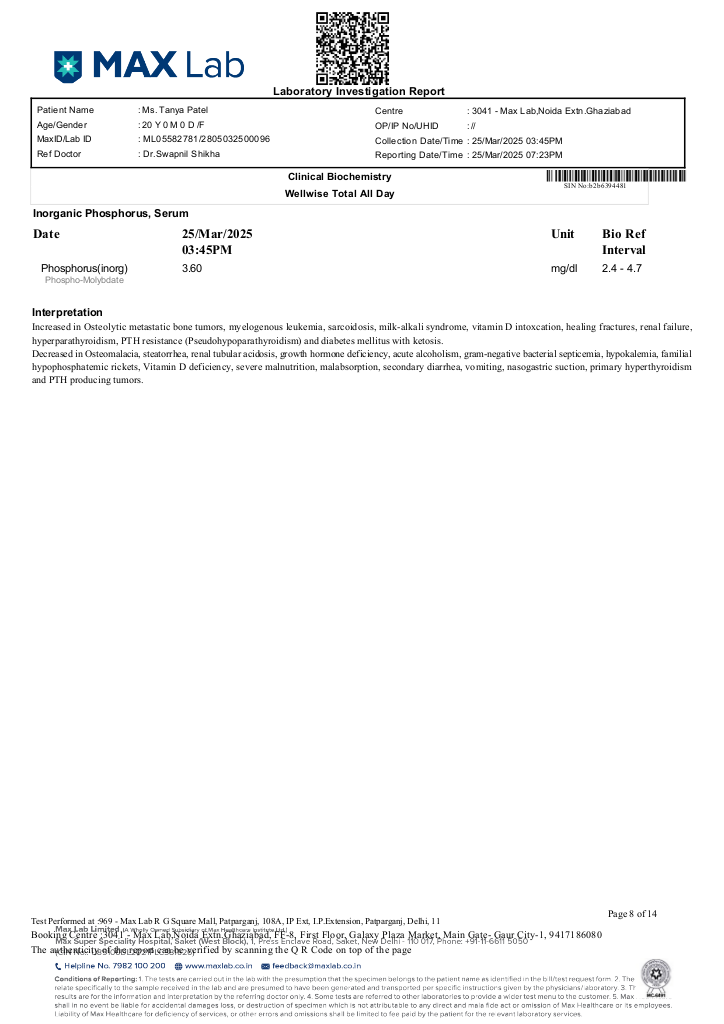 MAX Lab
Laboratory Investigation Report
Patient Name : Ms. Tanya Patel
Age/Gender : 20 Y 0 M 0 D /F
MaxID/Lab ID : ML05582781/2805032500096
Ref Doctor : Dr.Swapnil Shikha
Centre : 3041 - Max Lab,Noida Extn.Ghaziabad
OP/IP No/UHID : //
Collection Date/Time : 25/Mar/2025 03:45PM
Reporting Date/Time : 25/Mar/2025 07:23PM
Clinical Biochemistry
SIN No:b2b6394481
Wellwise Total All Day
Inorganic Phosphorus, Serum
Date 25/Mar/2025 03:45PM Unit Bio Ref Interval
Phosphorus(inorg) 3.60 mg/dl 2.4 - 4.7
Phospho-Molybdate
Interpretation
Increased in Osteolytic metastatic bone tumors, myelogenous leukemia, sarcoidosis, milk-alkali syndrome, vitamin D intoxcation, healing fractures, renal failure,
hyperparathyroidism, PTH resistance (Pseudohypoparathyroidism) and diabetes mellitus with ketosis.
Decreased in Osteomalacia, steatorrhea, renal tubular acidosis, growth hormone deficiency, acute alcoholism, gram-negative bacterial septicemia, hypokalemia, familial
hypophosphatemic rickets, Vitamin D deficiency, severe malnutrition, malabsorption, secondary diarrhea, vomiting, nasogastric suction, primary hyperthyroidism
and PTH producing tumors.
Page 8 of 14
Test Performed at :969 - Max Lab R G Square Mall, Patparganj, 108A, IP Ext, I.P.Extension, Patparganj, Delhi, 11
Max Lab Limited (A Wholly Owned Subsidiary of Max Healthcare Institute Ltd.)
Booking Centre :3041 - Max Lab,Noida Extn.Ghaziabad, FF-8, First Floor, Galaxy Plaza Market, Main Gate- Gaur City-1, 9417186080
Max Super Speciality Hospital, Saket (West Block), 1, Press Enclave Road, Saket, New Delhi - 110 017, Phone: +91-11-6611 5050
The authenticity of the report can be verified by scanning the Q R Code on top of the page
Helpline No. 7982 100 200 www.maxlab.co.in feedback@maxlab.co.in
Conditions of Reporting: 1. The tests are carried out in the lab with the presumption that the specimen belongs to the patient name as identified in the bill/test request form. 2. The
relate specifically to the sample received in the lab and are presumed to have been generated and transported per specific instructions given by the physicians/ aboratory. 3. Th
results are for the information and interpretation by the referring doctor only. 4. Some tests are referred to other laboratories to provide a wider test menu to the customer. 5. Max
shall in no event be liable for accidental damages loss, or destruction of specimen which is not attributable to any direct and mala fide act or omission of Max Healthcare or its employees.
Liability of Max Healthcare for deficiency of services, or other errors and omissions shall be limited to fee paid by the patient for the re evant laboratory services.